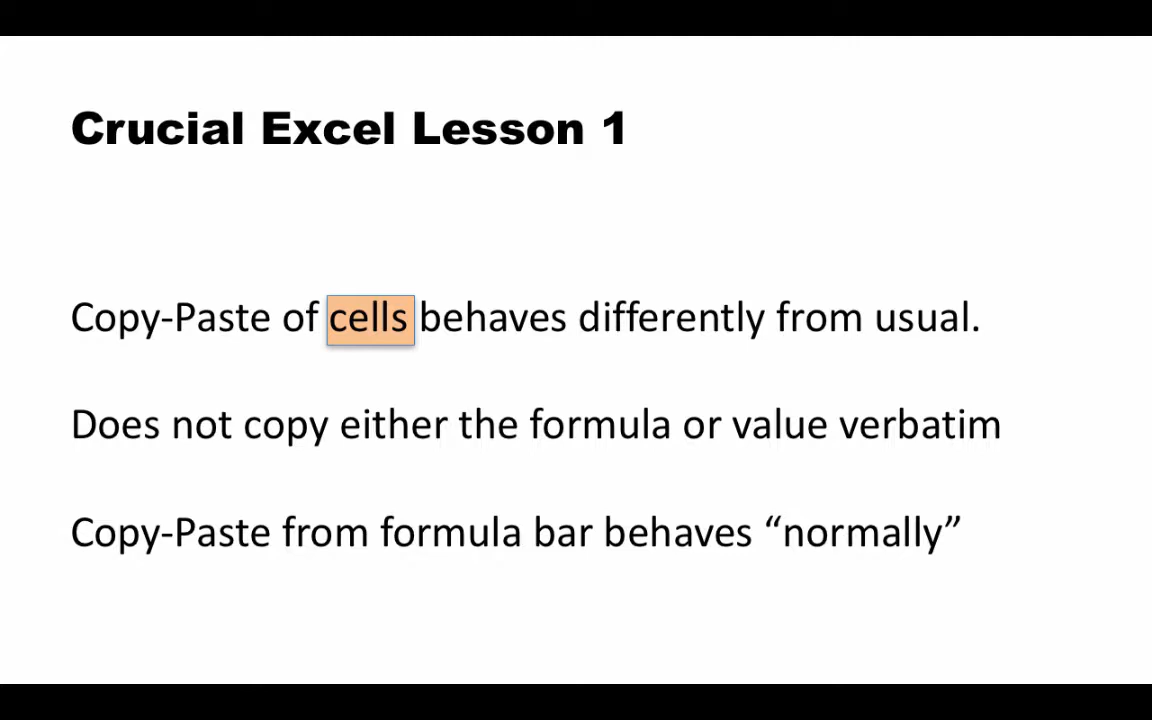 Crucial Excel Lesson 1
Copy-Paste of cells behaves differently from usual.
Does not copy either the formula or value verbatim
Copy-Paste from formula bar behaves “normally”